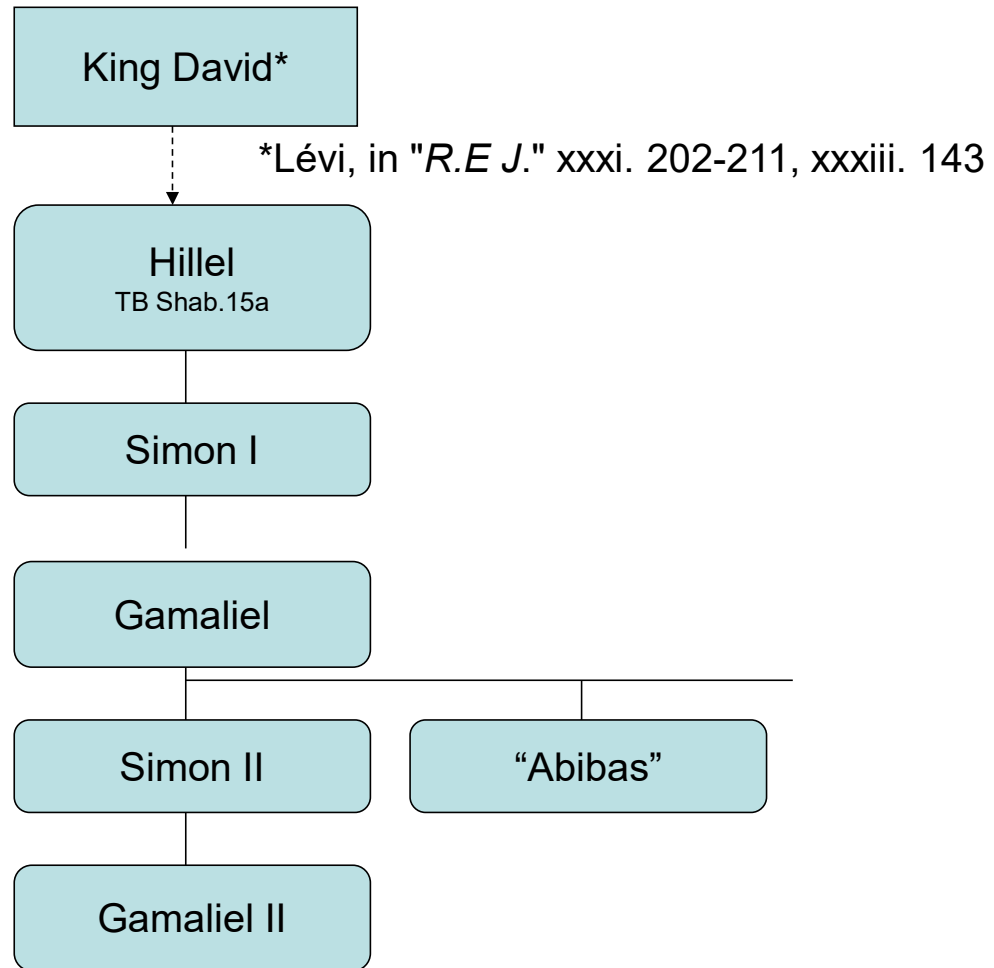 King David*
*Lévi, in "R.E J." xxxi. 202-211, xxxiii. 143
Hillel
TB Shab.15a
Simon I
Gamaliel
Simon II
“Abibas”
Gamaliel II